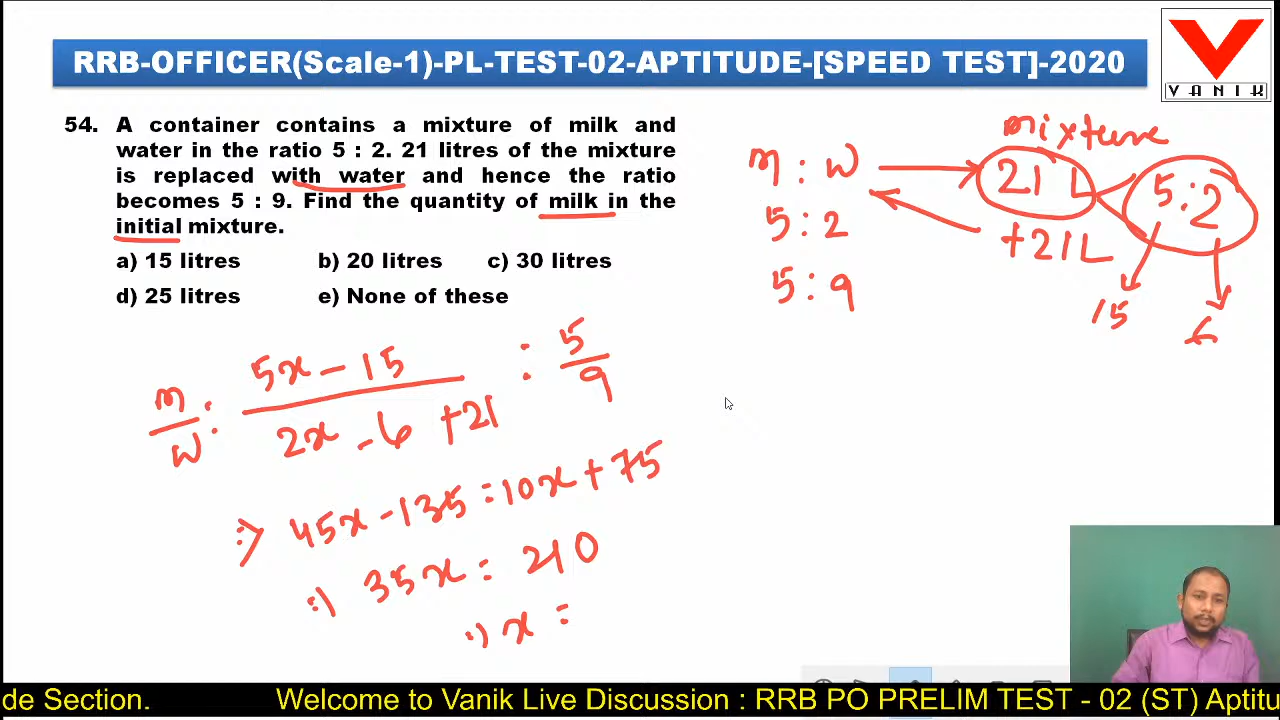 RRB-OFFICER(Scale-1)-PL-TEST-02-APTITUDE-[SPEED TEST]-2020
VANIK
54. A container contains a mixture of milk and
water in the ratio 5 : 2. 21 litres of the mixture
is replaced with water and hence the ratio
becomes 5 : 9. Find the quantity of milk in the
initial mixture.
a) 15 litres b) 20 litres c) 30 litres
d) 25 litres e) None of these
mixture
m : W 21 L 5:2
5 : 2 +21L
5 : 9 15 6
m/W : 5x - 15 / 2x - 6 + 21 : 5/9
⇒ 45x - 135 = 10x + 75
⇒ 35x = 210
⇒ x =
de Section. Welcome to Vanik Live Discussion : RRB PO PRELIM TEST - 02 (ST) Aptitu